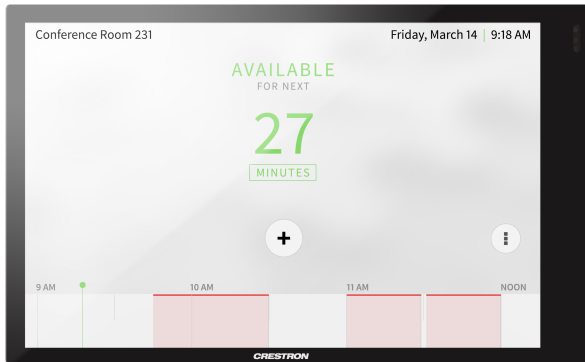 Conference Room 231
Friday, March 14 | 9:18 AM
AVAILABLE
FOR NEXT
27
MINUTES
9 AM
10 AM
11 AM
NOON
CRESTRON